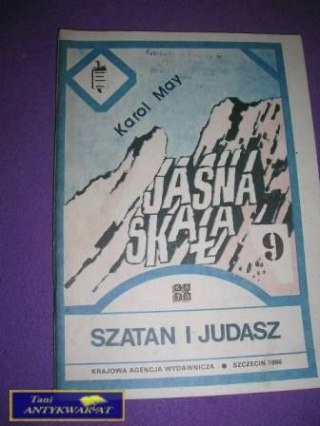 Karol May
JASNA
SKAŁA
9
SZATAN I JUDASZ
KRAJOWA AGENCJA WYDAWNICZA ● SZCZECIN 1986
Tani
ANTYKWARIAT